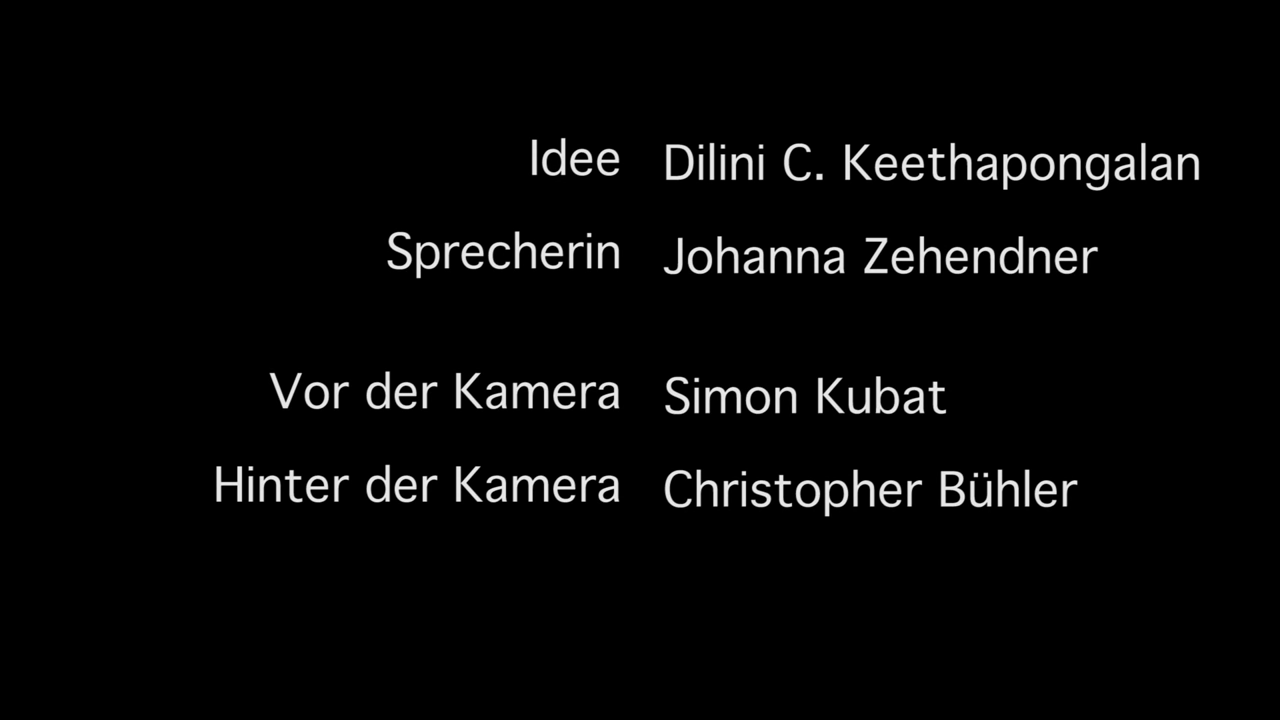 Idee Dilini C. Keethapongalan
Sprecherin Johanna Zehendner
Vor der Kamera Simon Kubat
Hinter der Kamera Christopher Bühler